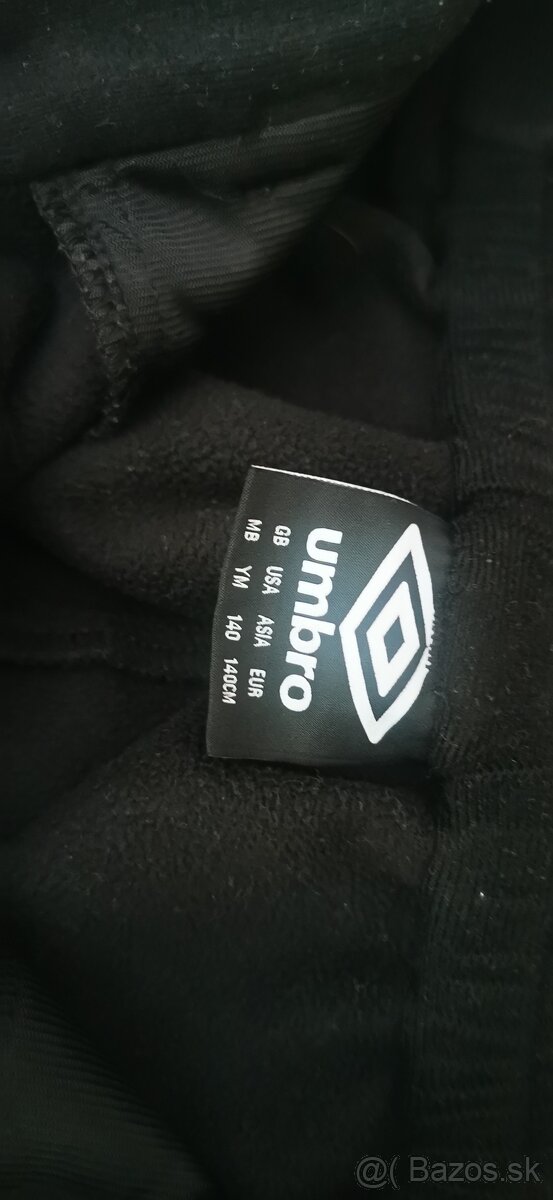 umbro
GB USA ASIA EUR
MB YM 140 140CM
@( Bazos.sk